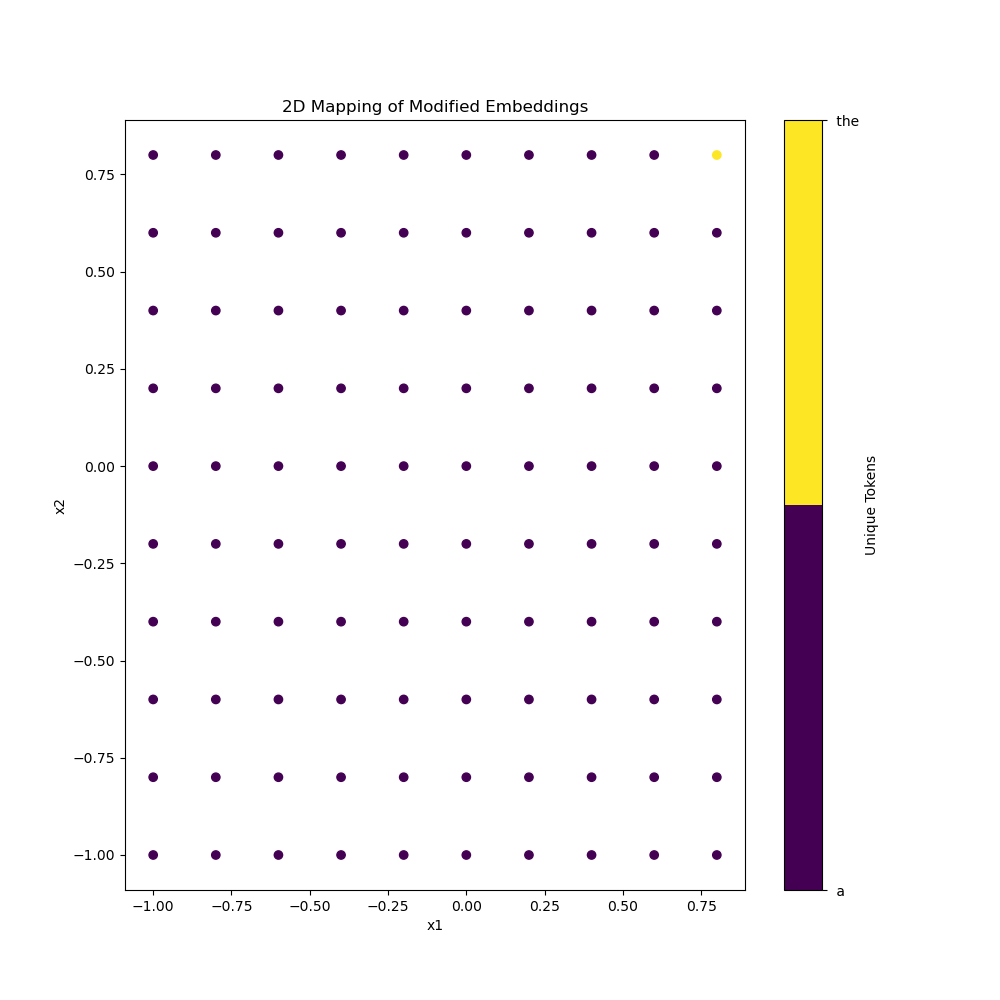 2D Mapping of Modified Embeddings
the
0.75
0.50
0.25
0.00
−0.25
−0.50
−0.75
−1.00
x2
Unique Tokens
a
−1.00 −0.75 −0.50 −0.25 0.00 0.25 0.50 0.75
x1